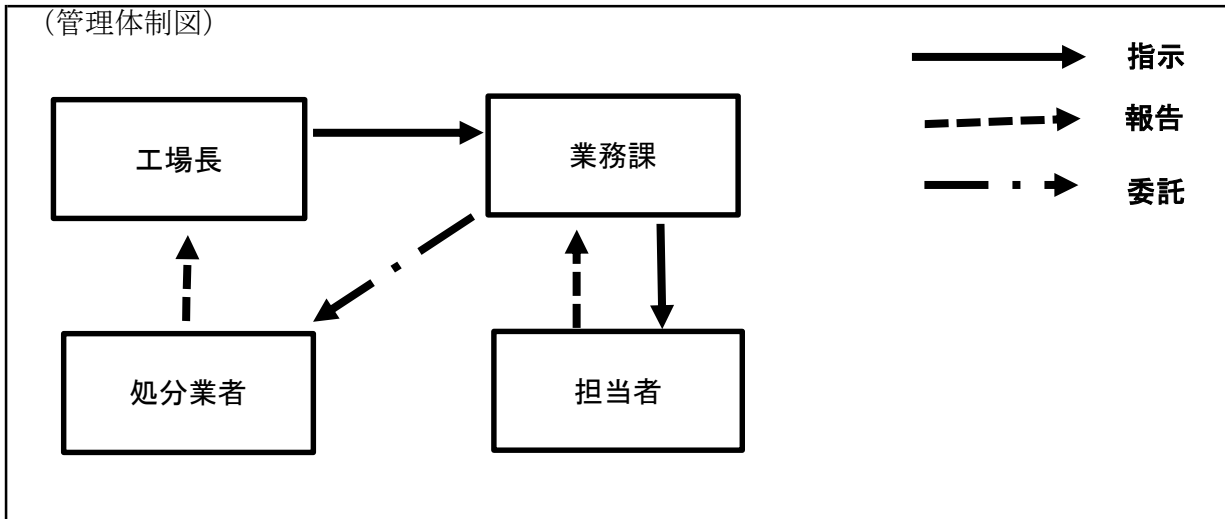 （管理体制図）
指示
報告
委託
工場長
業務課
処分業者
担当者